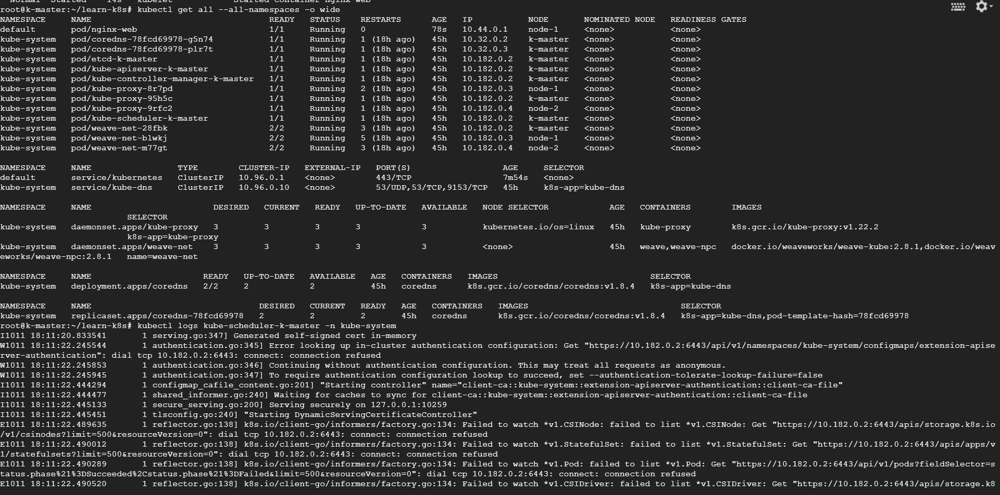 Normal  Started    14s   kubelet            Started container nginx-web
root@k-master:~/learn-k8s# kubectl get all --all-namespaces -o wide
NAMESPACE     NAME                                   READY   STATUS    RESTARTS      AGE   IP           NODE       NOMINATED NODE   READINESS GATES
default       pod/nginx-web                          1/1     Running   0             78s   10.44.0.1    node-1     <none>           <none>
kube-system   pod/coredns-78fcd69978-g5n74           1/1     Running   1 (18h ago)   45h   10.32.0.2    k-master   <none>           <none>
kube-system   pod/coredns-78fcd69978-plr7t           1/1     Running   1 (18h ago)   45h   10.32.0.3    k-master   <none>           <none>
kube-system   pod/etcd-k-master                      1/1     Running   1 (18h ago)   45h   10.182.0.2   k-master   <none>           <none>
kube-system   pod/kube-apiserver-k-master            1/1     Running   1 (18h ago)   45h   10.182.0.2   k-master   <none>           <none>
kube-system   pod/kube-controller-manager-k-master   1/1     Running   1 (18h ago)   45h   10.182.0.2   k-master   <none>           <none>
kube-system   pod/kube-proxy-8r7pd                   1/1     Running   2 (18h ago)   45h   10.182.0.3   node-1     <none>           <none>
kube-system   pod/kube-proxy-95h5c                   1/1     Running   1 (18h ago)   45h   10.182.0.2   k-master   <none>           <none>
kube-system   pod/kube-proxy-9rfc2                   1/1     Running   1 (18h ago)   45h   10.182.0.4   node-2     <none>           <none>
kube-system   pod/kube-scheduler-k-master            1/1     Running   1 (18h ago)   45h   10.182.0.2   k-master   <none>           <none>
kube-system   pod/weave-net-28fbk                    2/2     Running   3 (18h ago)   45h   10.182.0.2   k-master   <none>           <none>
kube-system   pod/weave-net-blwkj                    2/2     Running   5 (18h ago)   45h   10.182.0.3   node-1     <none>           <none>
kube-system   pod/weave-net-m77gt                    2/2     Running   3 (18h ago)   45h   10.182.0.4   node-2     <none>           <none>
NAMESPACE     NAME                 TYPE        CLUSTER-IP   EXTERNAL-IP   PORT(S)                  AGE     SELECTOR
default       service/kubernetes   ClusterIP   10.96.0.1    <none>        443/TCP                  7m54s   <none>
kube-system   service/kube-dns     ClusterIP   10.96.0.10   <none>        53/UDP,53/TCP,9153/TCP   45h     k8s-app=kube-dns
NAMESPACE     NAME                        DESIRED   CURRENT   READY   UP-TO-DATE   AVAILABLE   NODE SELECTOR            AGE   CONTAINERS        IMAGES
SELECTOR
kube-system   daemonset.apps/kube-proxy   3         3         3       3            3           kubernetes.io/os=linux   45h   kube-proxy        k8s.gcr.io/kube-proxy:v1.22.2
k8s-app=kube-proxy
kube-system   daemonset.apps/weave-net    3         3         3       3            3           <none>                   45h   weave,weave-npc   docker.io/weaveworks/weave-kube:2.8.1,docker.io/weav
eworks/weave-npc:2.8.1   name=weave-net
NAMESPACE     NAME                      READY   UP-TO-DATE   AVAILABLE   AGE   CONTAINERS   IMAGES                              SELECTOR
kube-system   deployment.apps/coredns   2/2     2            2           45h   coredns      k8s.gcr.io/coredns/coredns:v1.8.4   k8s-app=kube-dns
NAMESPACE     NAME                                 DESIRED   CURRENT   READY   AGE   CONTAINERS   IMAGES                              SELECTOR
kube-system   replicaset.apps/coredns-78fcd69978   2         2         2       45h   coredns      k8s.gcr.io/coredns/coredns:v1.8.4   k8s-app=kube-dns,pod-template-hash=78fcd69978
root@k-master:~/learn-k8s# kubectl logs kube-scheduler-k-master -n kube-system
I1011 18:11:20.833541       1 serving.go:347] Generated self-signed cert in-memory
W1011 18:11:22.245544       1 authentication.go:345] Error looking up in-cluster authentication configuration: Get "https://10.182.0.2:6443/api/v1/namespaces/kube-system/configmaps/extension-apise
rver-authentication": dial tcp 10.182.0.2:6443: connect: connection refused
W1011 18:11:22.245853       1 authentication.go:346] Continuing without authentication configuration. This may treat all requests as anonymous.
W1011 18:11:22.245945       1 authentication.go:347] To require authentication configuration lookup to succeed, set --authentication-tolerate-lookup-failure=false
I1011 18:11:22.444294       1 configmap_cafile_content.go:201] "Starting controller" name="client-ca::kube-system::extension-apiserver-authentication::client-ca-file"
I1011 18:11:22.444477       1 shared_informer.go:240] Waiting for caches to sync for client-ca::kube-system::extension-apiserver-authentication::client-ca-file
I1011 18:11:22.445133       1 secure_serving.go:200] Serving securely on 127.0.0.1:10259
I1011 18:11:22.445451       1 tlsconfig.go:240] "Starting DynamicServingCertificateController"
E1011 18:11:22.489635       1 reflector.go:138] k8s.io/client-go/informers/factory.go:134: Failed to watch *v1.CSINode: failed to list *v1.CSINode: Get "https://10.182.0.2:6443/apis/storage.k8s.io
/v1/csinodes?limit=500&resourceVersion=0": dial tcp 10.182.0.2:6443: connect: connection refused
E1011 18:11:22.490012       1 reflector.go:138] k8s.io/client-go/informers/factory.go:134: Failed to watch *v1.StatefulSet: failed to list *v1.StatefulSet: Get "https://10.182.0.2:6443/apis/apps/v
1/statefulsets?limit=500&resourceVersion=0": dial tcp 10.182.0.2:6443: connect: connection refused
E1011 18:11:22.490289       1 reflector.go:138] k8s.io/client-go/informers/factory.go:134: Failed to watch *v1.Pod: failed to list *v1.Pod: Get "https://10.182.0.2:6443/api/v1/pods?fieldSelector=s
tatus.phase%21%3DSucceeded%2Cstatus.phase%21%3DFailed&limit=500&resourceVersion=0": dial tcp 10.182.0.2:6443: connect: connection refused
E1011 18:11:22.490520       1 reflector.go:138] k8s.io/client-go/informers/factory.go:134: Failed to watch *v1.CSIDriver: failed to list *v1.CSIDriver: Get "https://10.182.0.2:6443/apis/storage.k8